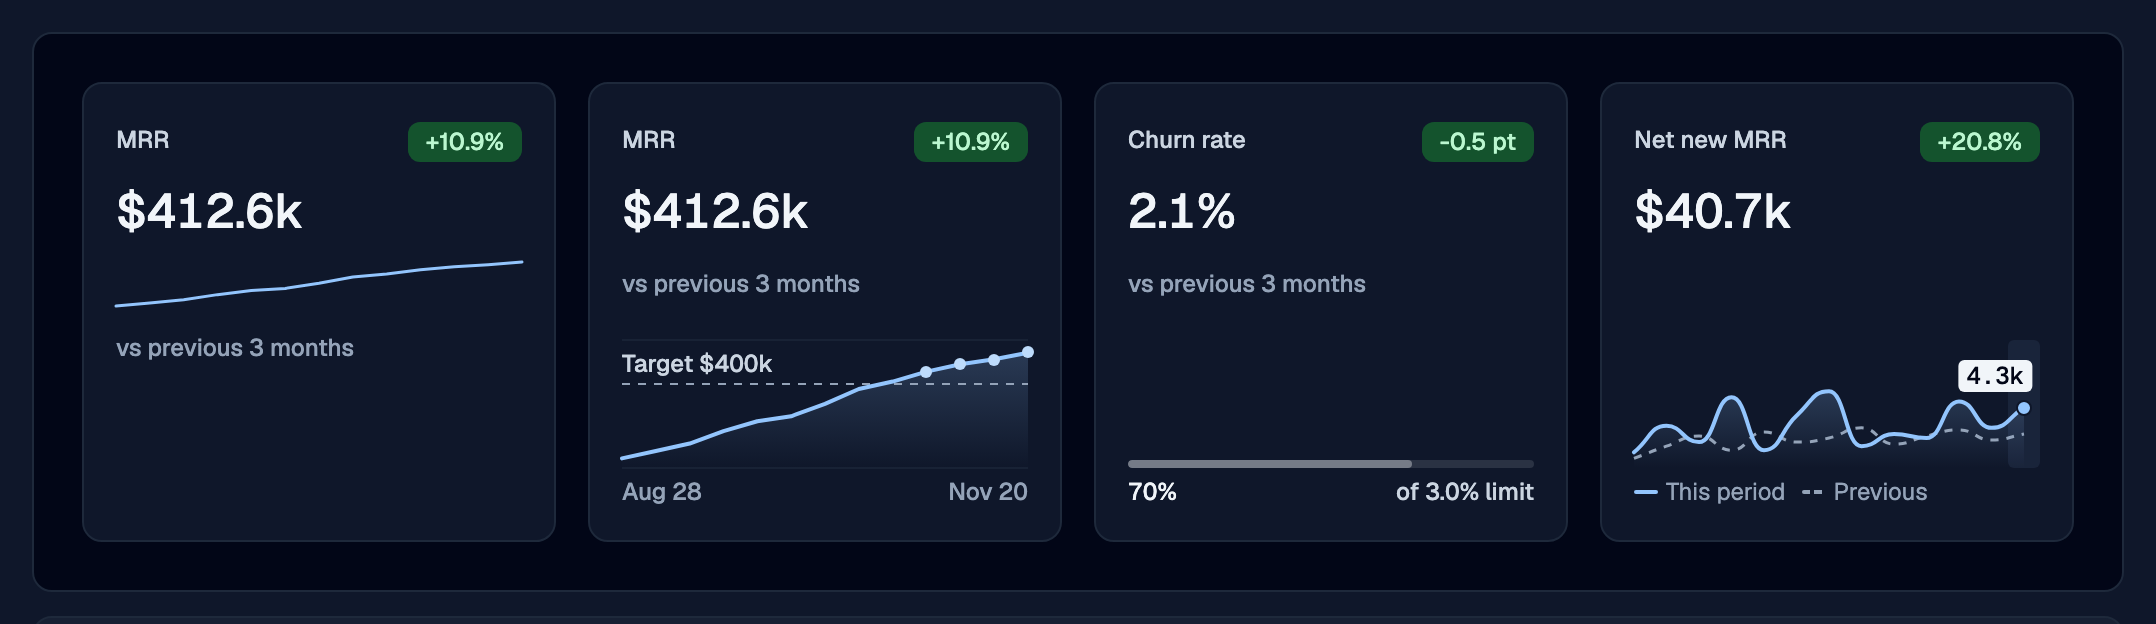 MRR
+10.9%
$412.6k
vs previous 3 months
MRR
+10.9%
$412.6k
vs previous 3 months
Target $400k
Aug 28
Nov 20
Churn rate
-0.5 pt
2.1%
vs previous 3 months
70%
of 3.0% limit
Net new MRR
+20.8%
$40.7k
4.3k
This period
Previous